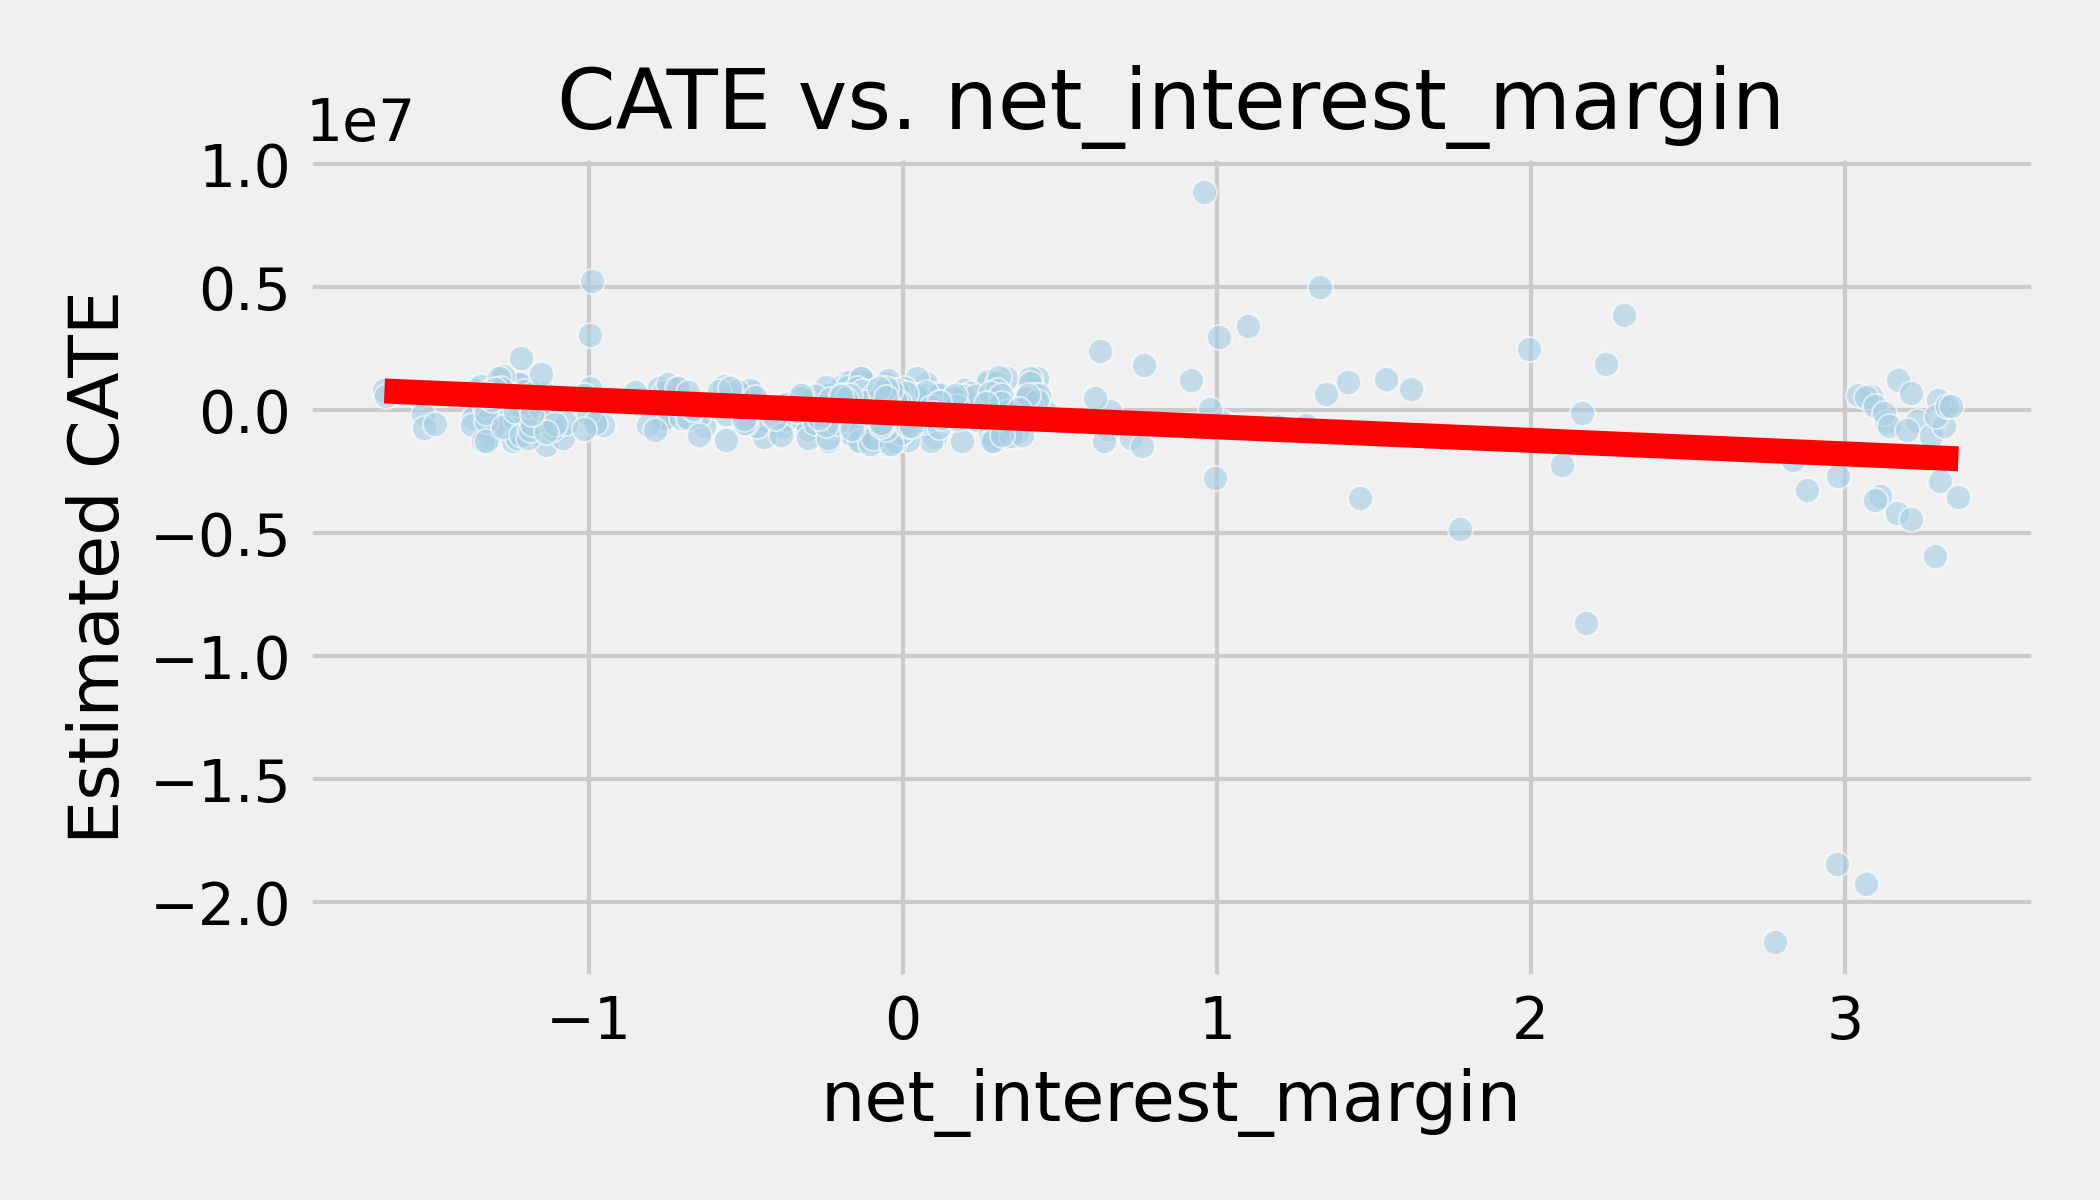 CATE vs. net_interest_margin
1e7
1.0
0.5
0.0
−0.5
−1.0
−1.5
−2.0
Estimated CATE
−1 0 1 2 3
net_interest_margin